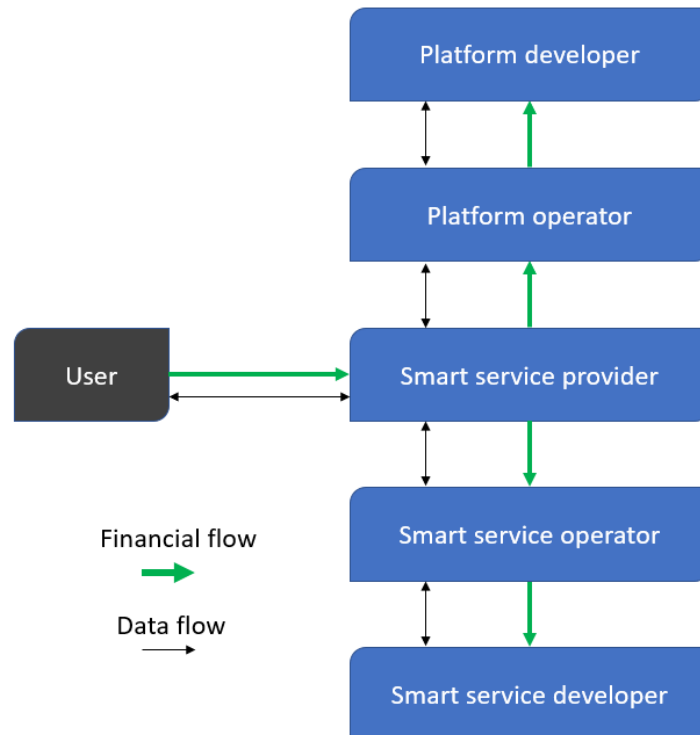 Platform developer
Platform operator
User
Smart service provider
Smart service operator
Financial flow
Data flow
Smart service developer